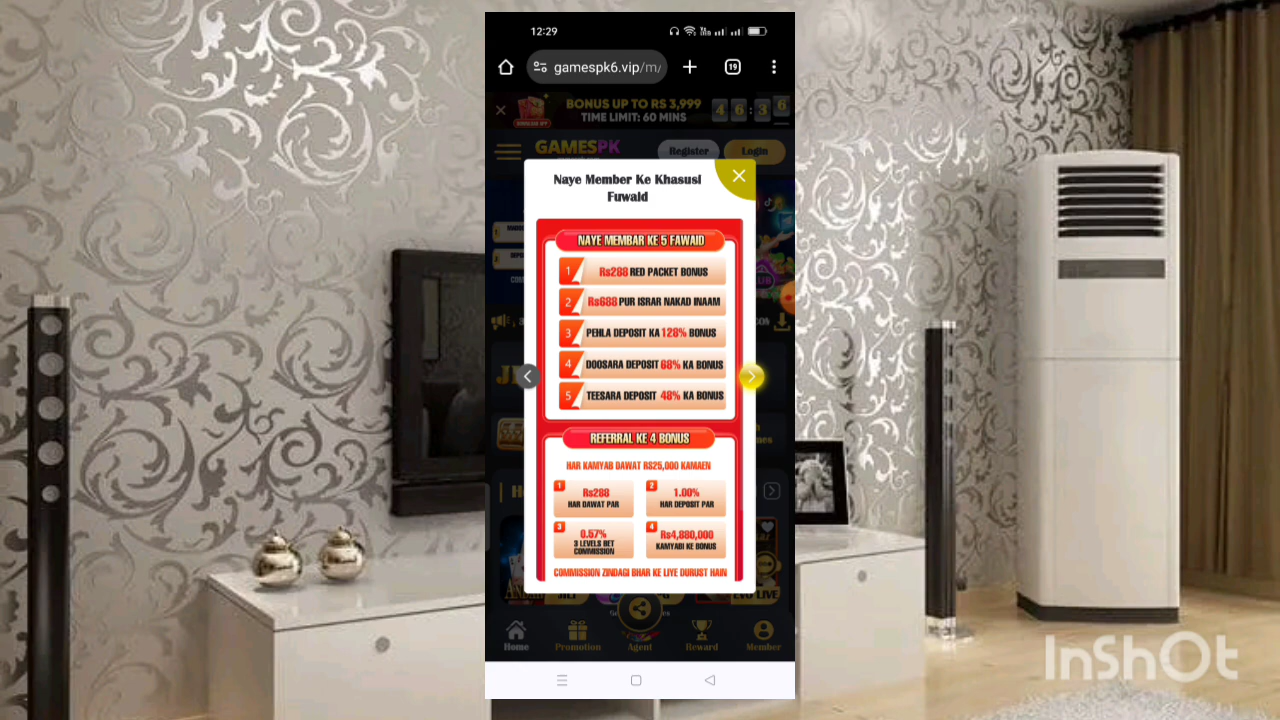 12:29
gamespk6.vip/m/
19
BONUS UP TO RS 3,999
TIME LIMIT: 60 MINS
4 6 : 3 6
GAMESPK
Register
Login
Naye Member Ke Khasusi
Fuwaid
NAYE MEMBAR KE 5 FAWAID
1 Rs288 RED PACKET BONUS
2 Rs688 PUR ISRAR NAKAD INAAM
3 PEHLA DEPOSIT KA 128% BONUS
4 DOOSARA DEPOSIT 68% KA BONUS
5 TEESARA DEPOSIT 48% KA BONUS
REFERRAL KE 4 BONUS
HAR KAMYAB DAWAT RS25,000 KAMAEN
1 Rs288
HAR DAWAT PAR
2 1.00%
HAR DEPOSIT PAR
3 0.57%
3 LEVELS BET
COMMISSION
4 Rs4,880,000
KAMYABI KE BONUS
COMMISSION ZINDAGI BHAR KE LIYE DURUST HAIN
Home
Promotion
Agent
Reward
Member
InShOt